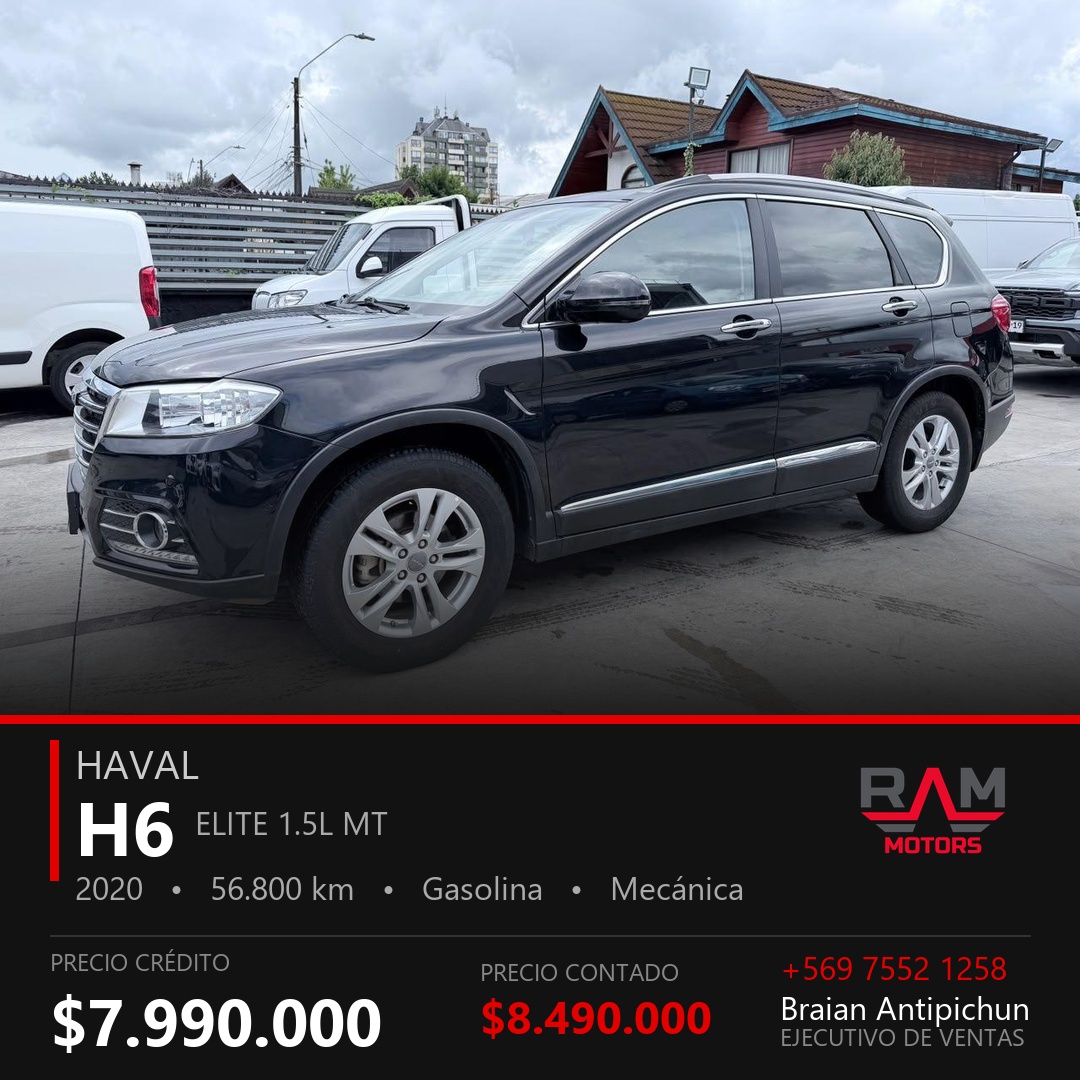 HAVAL
H6 ELITE 1.5L MT
2020 • 56.800 km • Gasolina • Mecánica
RAM
MOTORS
PRECIO CRÉDITO
$7.990.000
PRECIO CONTADO
$8.490.000
+569 7552 1258
Braian Antipichun
EJECUTIVO DE VENTAS